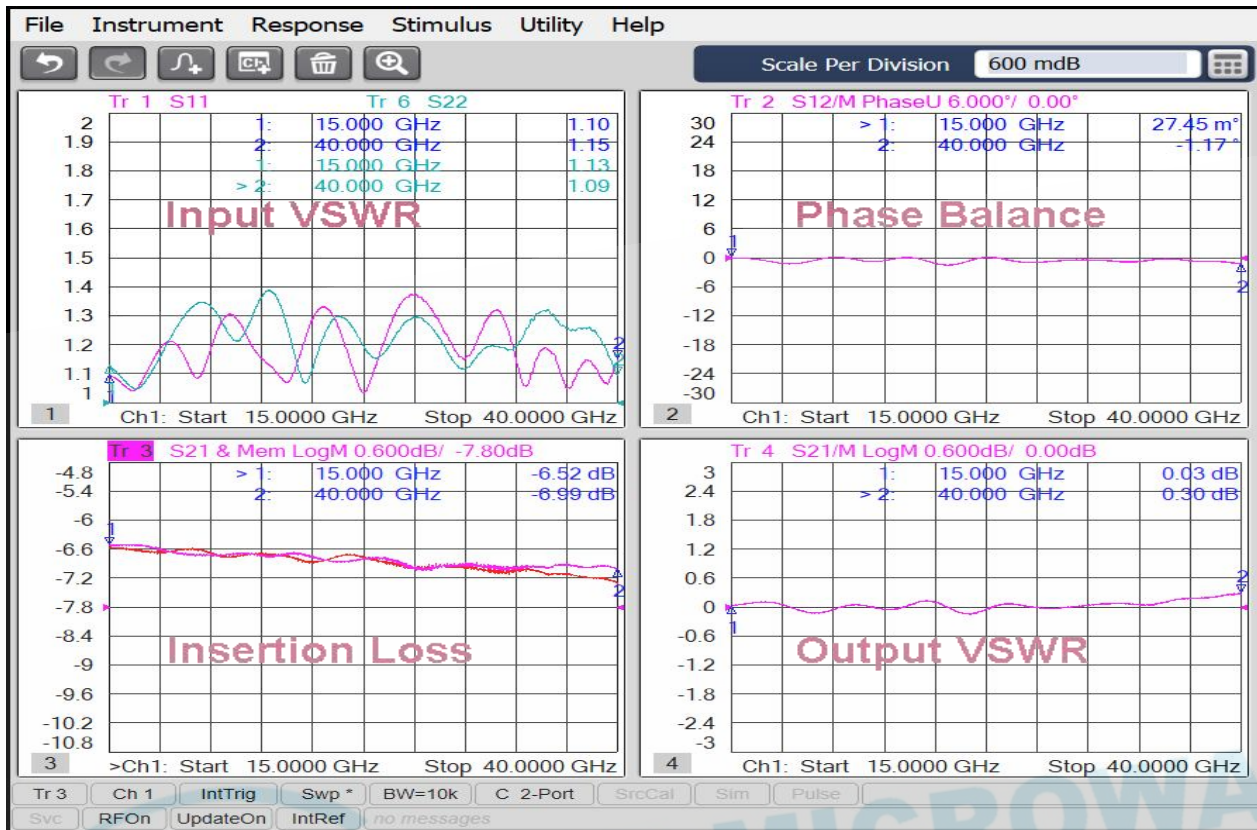 File Instrument Response Stimulus Utility Help
Scale Per Division 600 mdB
Tr 1 S11 Tr 6 S22
2 1: 15.000 GHz 1.10
1.9 2: 40.000 GHz 1.15
1.8 1: 15.000 GHz 1.13
> 2: 40.000 GHz 1.09
1.7
Input VSWR
1.6
1.5
1.4
1.3
1.2
1.1
1
1 2
1 2
1 Ch1: Start 15.0000 GHz Stop 40.0000 GHz
Tr 2 S12/M PhaseU 6.000°/ 0.00°
30 > 1: 15.000 GHz 27.45 m°
24 2: 40.000 GHz -1.17 °
18
12
Phase Balance
6
1
0
-6 2
-12
-18
-24
-30
2 Ch1: Start 15.0000 GHz Stop 40.0000 GHz
Tr 3 S21 & Mem LogM 0.600dB/ -7.80dB
-4.8 > 1: 15.000 GHz -6.52 dB
-5.4 2: 40.000 GHz -6.99 dB
-6
1
-6.6
-7.2
2
-7.8
-8.4
Insertion Loss
-9
-9.6
-10.2
-10.8
3 >Ch1: Start 15.0000 GHz Stop 40.0000 GHz
Tr 4 S21/M LogM 0.600dB/ 0.00dB
3 1: 15.000 GHz 0.03 dB
2.4 > 2: 40.000 GHz 0.30 dB
1.8
1.2
0.6 2
0
1
-0.6
Output VSWR
-1.2
-1.8
-2.4
-3
4 Ch1: Start 15.0000 GHz Stop 40.0000 GHz
Tr 3 Ch 1 IntTrig Swp * BW=10k C 2-Port SrcCal Sim Pulse
Svc RFOn UpdateOn IntRef no messages